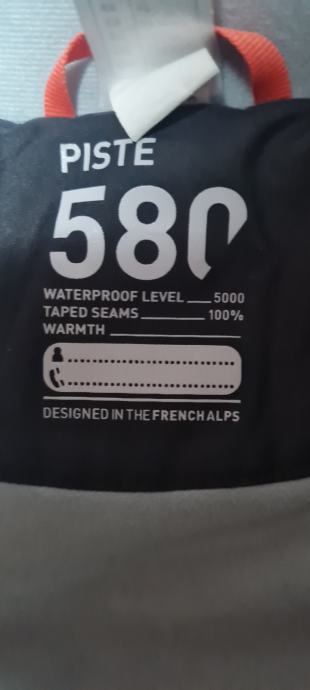 PISTE
580
WATERPROOF LEVEL 5000
TAPED SEAMS 100%
WARMTH
DESIGNED IN THE FRENCH ALPS